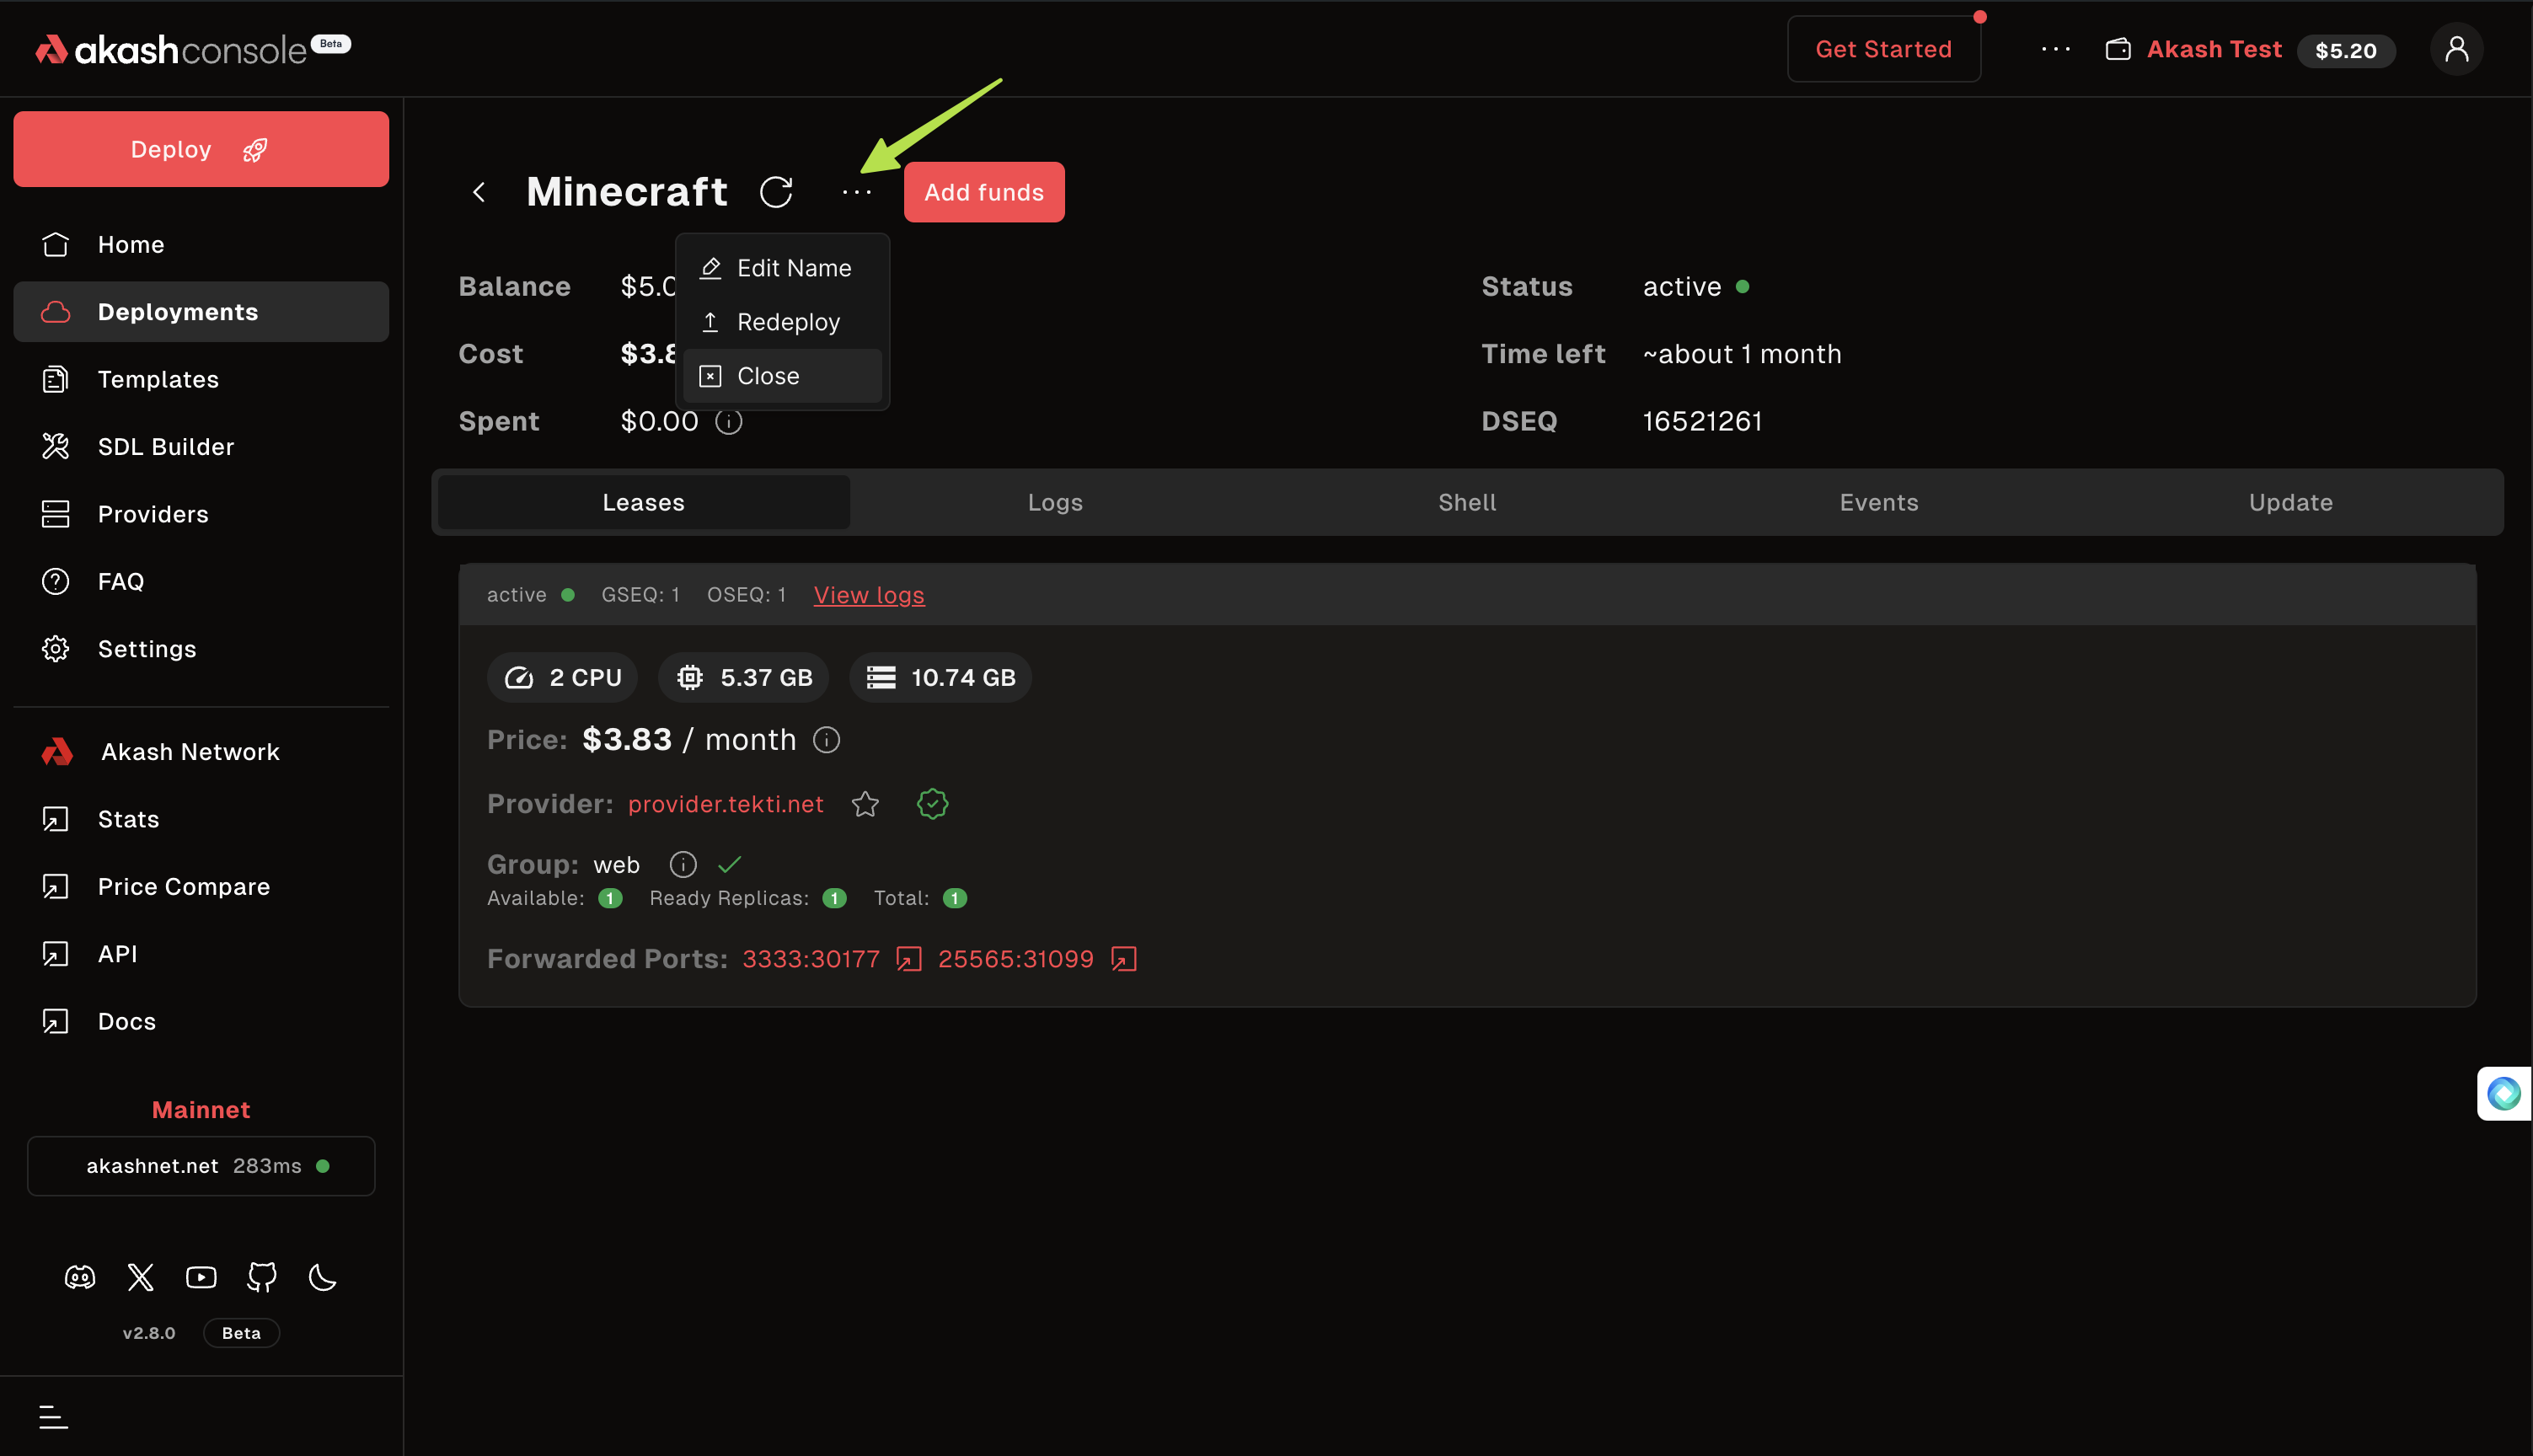 akashconsole Beta
Get Started
Akash Test $5.20
Deploy
Home
Deployments
Templates
SDL Builder
Providers
FAQ
Settings
Akash Network
Stats
Price Compare
API
Docs
Mainnet
akashnet.net 283ms
v2.8.0 Beta
Minecraft
Add funds
Edit Name
Redeploy
Close
Balance $5.0
Status active
Cost $3.8
Time left ~about 1 month
Spent $0.00
DSEQ 16521261
Leases Logs Shell Events Update
active GSEQ: 1 OSEQ: 1 View logs
2 CPU 5.37 GB 10.74 GB
Price: $3.83 / month
Provider: provider.tekti.net
Group: web
Available: 1 Ready Replicas: 1 Total: 1
Forwarded Ports: 3333:30177 25565:31099